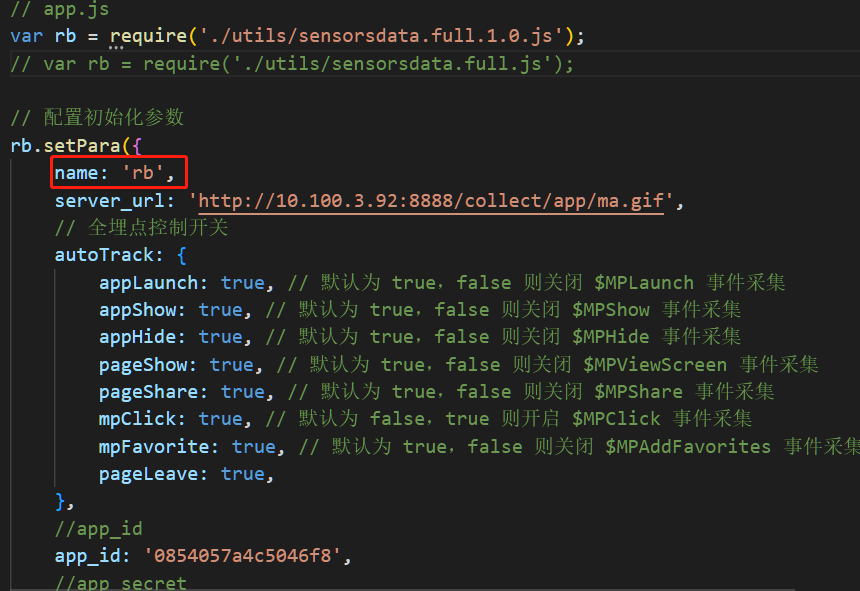 // app.js
var rb = require('./utils/sensorsdata.full.1.0.js');
// var rb = require('./utils/sensorsdata.full.js');
// 配置初始化参数
rb.setPara({
name: 'rb',
server_url: 'http://10.100.3.92:8888/collect/app/ma.gif',
// 全埋点控制开关
autoTrack: {
appLaunch: true, // 默认为 true，false 则关闭 $MPLaunch 事件采集
appShow: true, // 默认为 true，false 则关闭 $MPShow 事件采集
appHide: true, // 默认为 true，false 则关闭 $MPHide 事件采集
pageShow: true, // 默认为 true，false 则关闭 $MPViewScreen 事件采集
pageShare: true, // 默认为 true，false 则关闭 $MPShare 事件采集
mpClick: true, // 默认为 false，true 则开启 $MPClick 事件采集
mpFavorite: true, // 默认为 true，false 则关闭 $MPAddFavorites 事件采集
pageLeave: true,
},
//app_id
app_id: '0854057a4c5046f8',
//app_secret